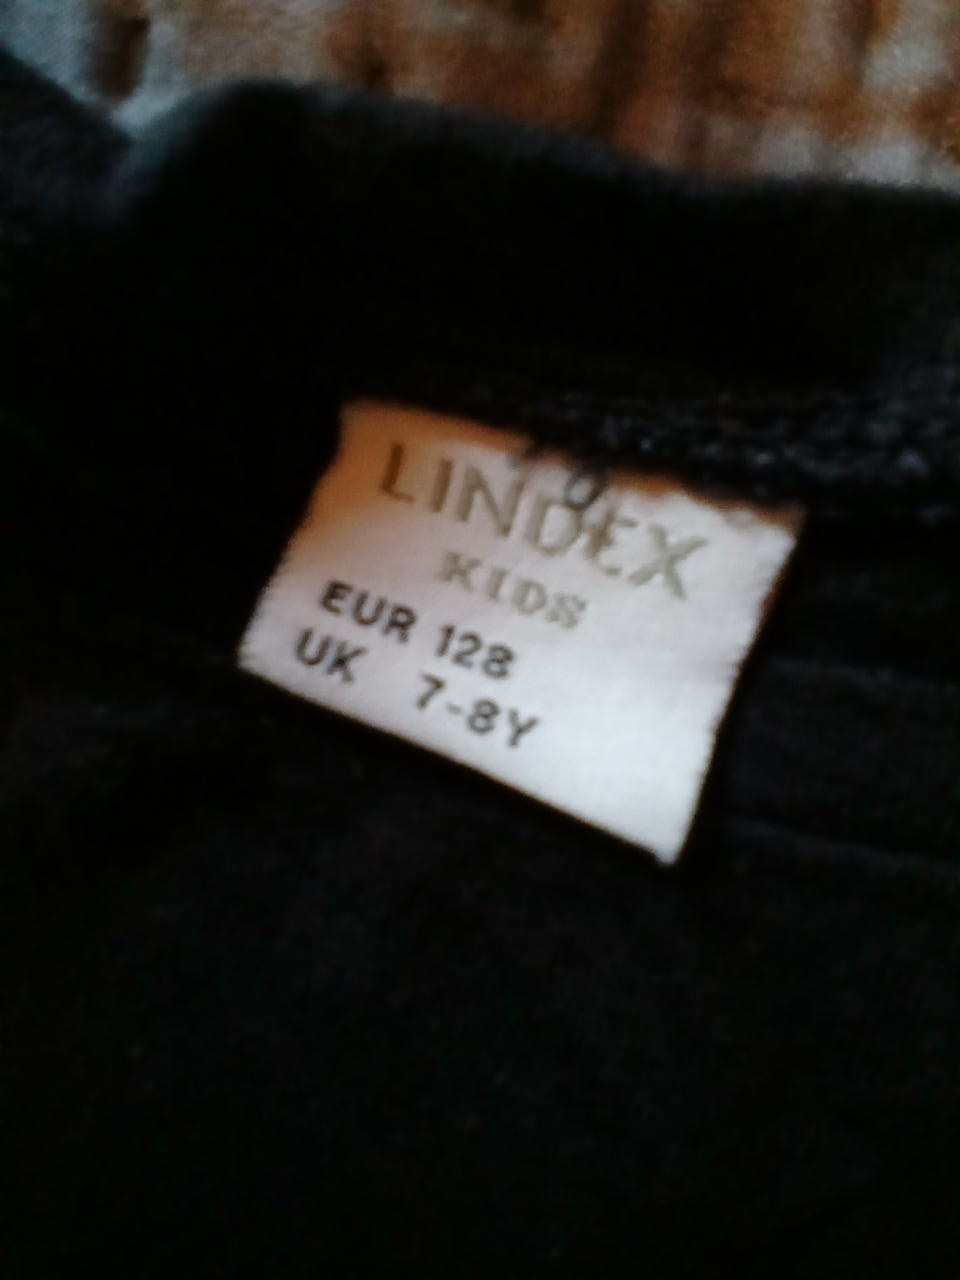 LINDEX
KIDS
EUR 128
UK 7-8Y